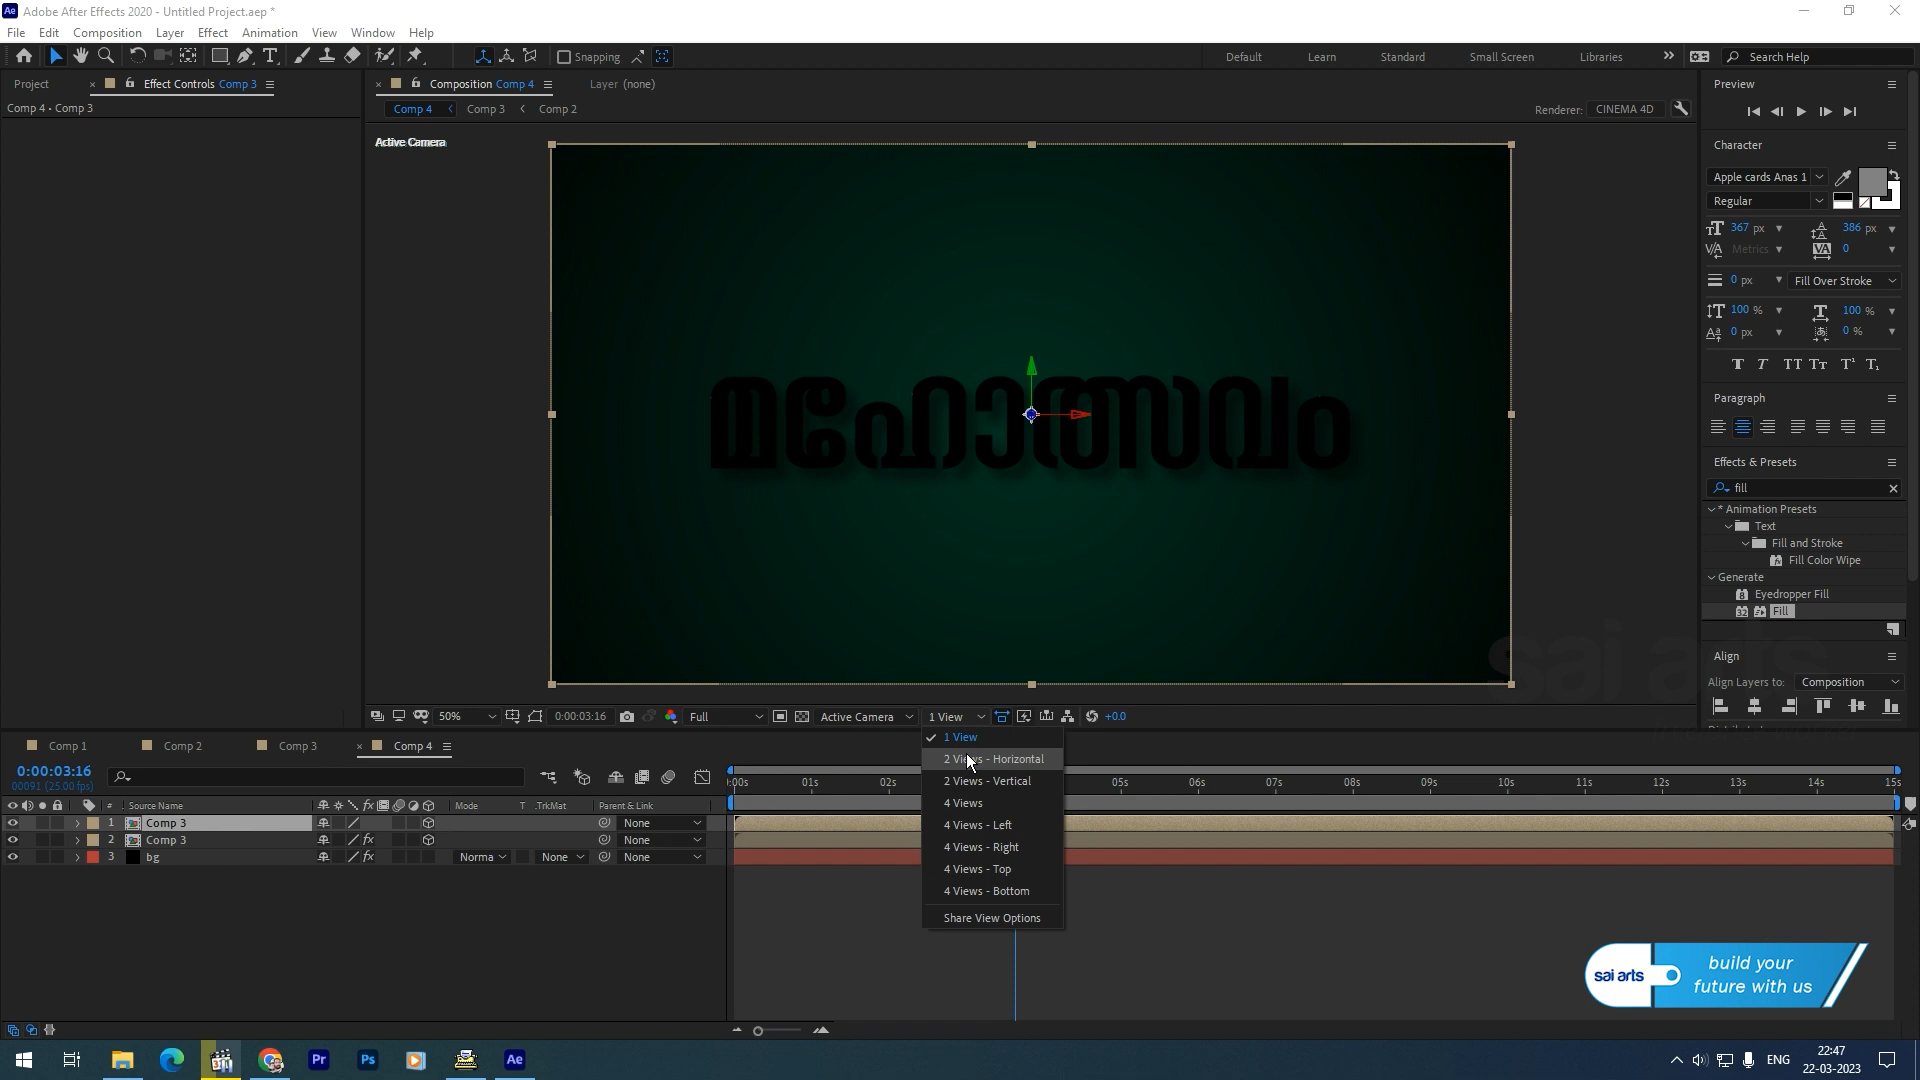 Ae Adobe After Effects 2020 - Untitled Project.aep *
File Edit Composition Layer Effect Animation View Window Help
Snapping Default Learn Standard Small Screen Libraries Search Help
Project Effect Controls Comp 3 Composition Comp 4 Layer (none) Preview
Comp 4 • Comp 3
Comp 4 Comp 3 Comp 2 Renderer: CINEMA 4D
Active Camera
Character
Apple cards Anas 1
Regular
367 px 386 px
Metrics 0
0 px Fill Over Stroke
100 % 100 %
0 px 0 %
Paragraph
Effects & Presets
fill
* Animation Presets
Text
Fill and Stroke
Fill Color Wipe
Generate
Eyedropper Fill
Fill
Align
Align Layers to: Composition
മഹോത്സവം
sai arts
50% 0:00:03:16 Full Active Camera 1 View +0.0
1 View
2 Views - Horizontal
2 Views - Vertical
4 Views
4 Views - Left
4 Views - Right
4 Views - Top
4 Views - Bottom
Share View Options
Comp 1 Comp 2 Comp 3 Comp 4
0:00:03:16
00091 (25.00 fps)
:00s 01s 02s 05s 06s 07s 08s 09s 10s 11s 12s 13s 14s 15s
# Source Name Mode T .TrkMat Parent & Link
1 Comp 3 None
2 Comp 3 None
3 bg Norma None None
sai arts build your
future with us
Pr Ps Ae
ENG 22:47
22-03-2023